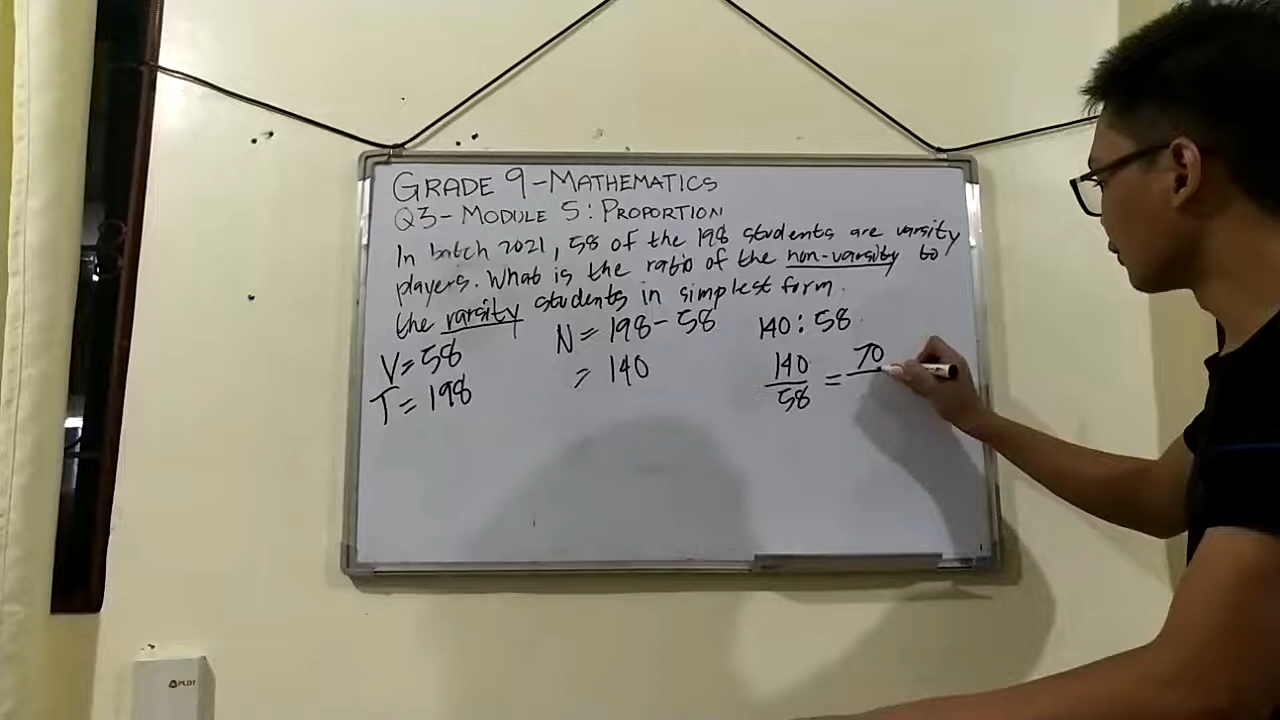 GRADE 9-MATHEMATICS
Q3-MODULE 5: PROPORTION
In batch 2021, 58 of the 198 students are varsity
players. What is the ratio of the non-varsity to
the varsity students in simplest form.
V=58
T=198
N=198-58
=140
140:58
140/58=70/
PLDT